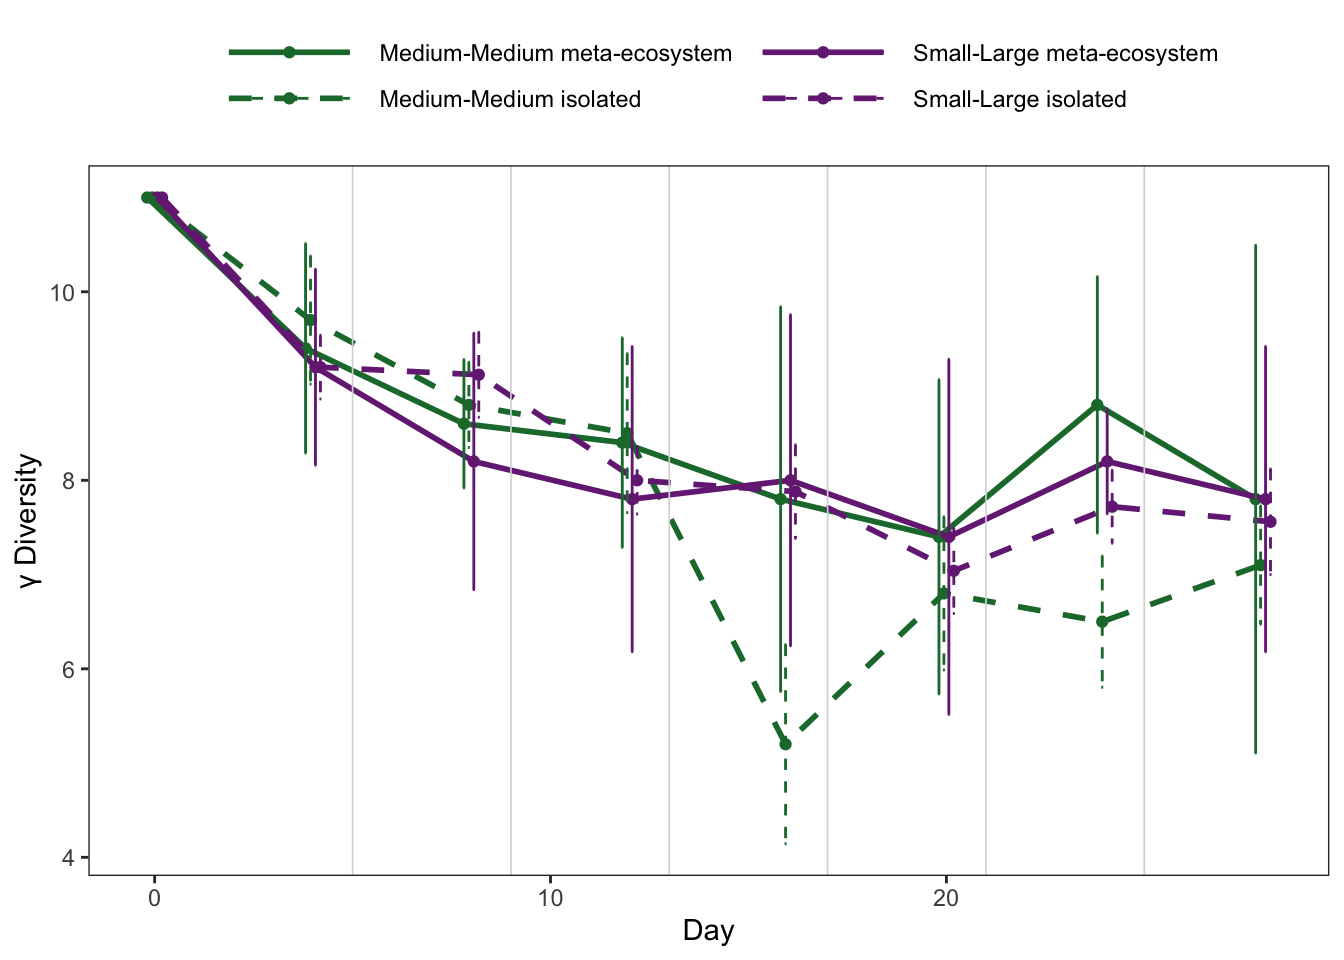 Medium-Medium meta-ecosystem
Small-Large meta-ecosystem
Medium-Medium isolated
Small-Large isolated
10
8
6
4
γ Diversity
0
10
20
Day